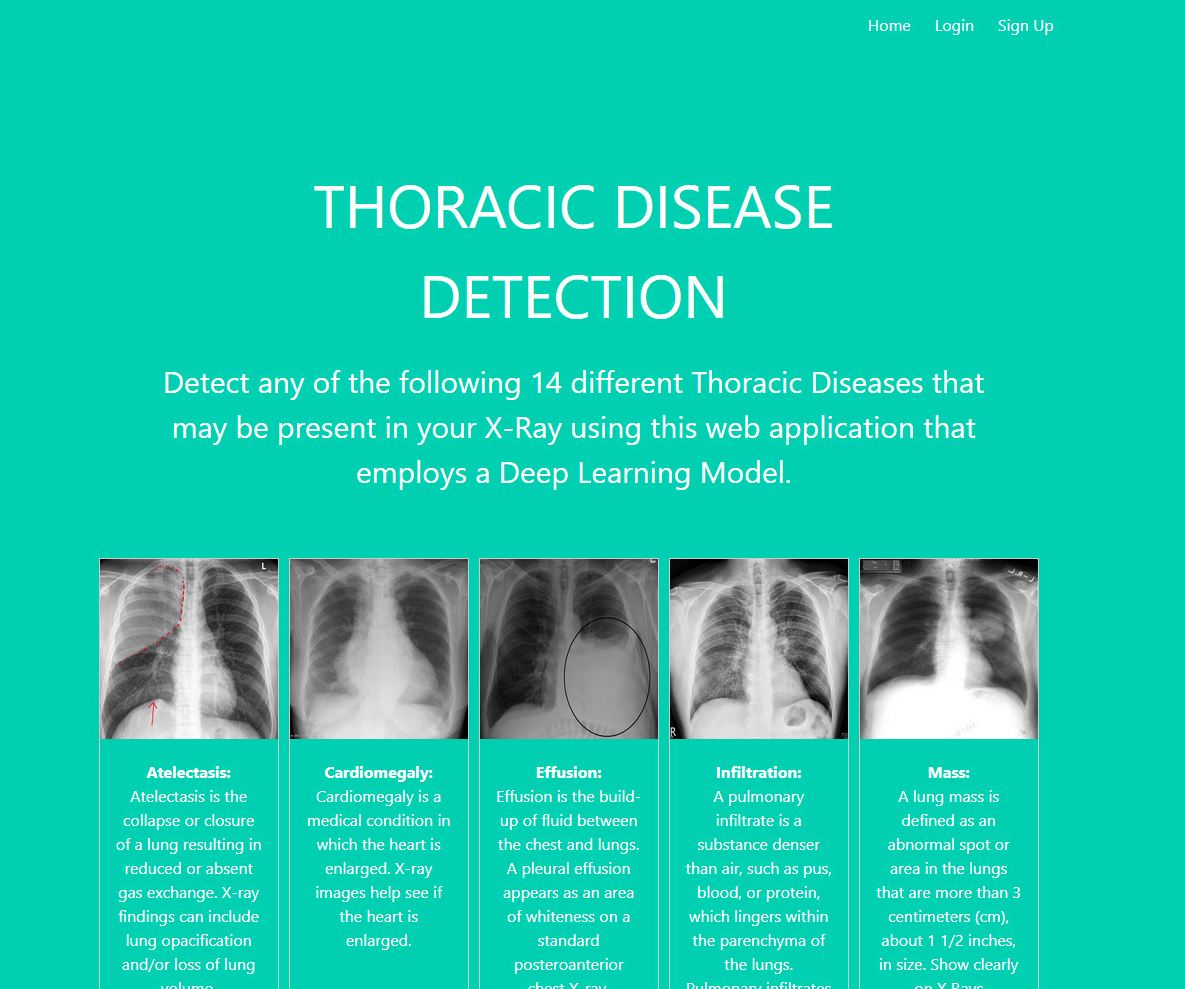 Home Login Sign Up
THORACIC DISEASE
DETECTION
Detect any of the following 14 different Thoracic Diseases that
may be present in your X-Ray using this web application that
employs a Deep Learning Model.
L
R
Atelectasis:
Atelectasis is the
collapse or closure
of a lung resulting in
reduced or absent
gas exchange. X-ray
findings can include
lung opacification
and/or loss of lung
volume.
Cardiomegaly:
Cardiomegaly is a
medical condition in
which the heart is
enlarged. X-ray
images help see if
the heart is
enlarged.
Effusion:
Effusion is the build-
up of fluid between
the chest and lungs.
A pleural effusion
appears as an area
of whiteness on a
standard
posteroanterior
chest X-ray.
Infiltration:
A pulmonary
infiltrate is a
substance denser
than air, such as pus,
blood, or protein,
which lingers within
the parenchyma of
the lungs.
Pulmonary infiltrates
Mass:
A lung mass is
defined as an
abnormal spot or
area in the lungs
that are more than 3
centimeters (cm),
about 1 1/2 inches,
in size. Show clearly
on X Rays